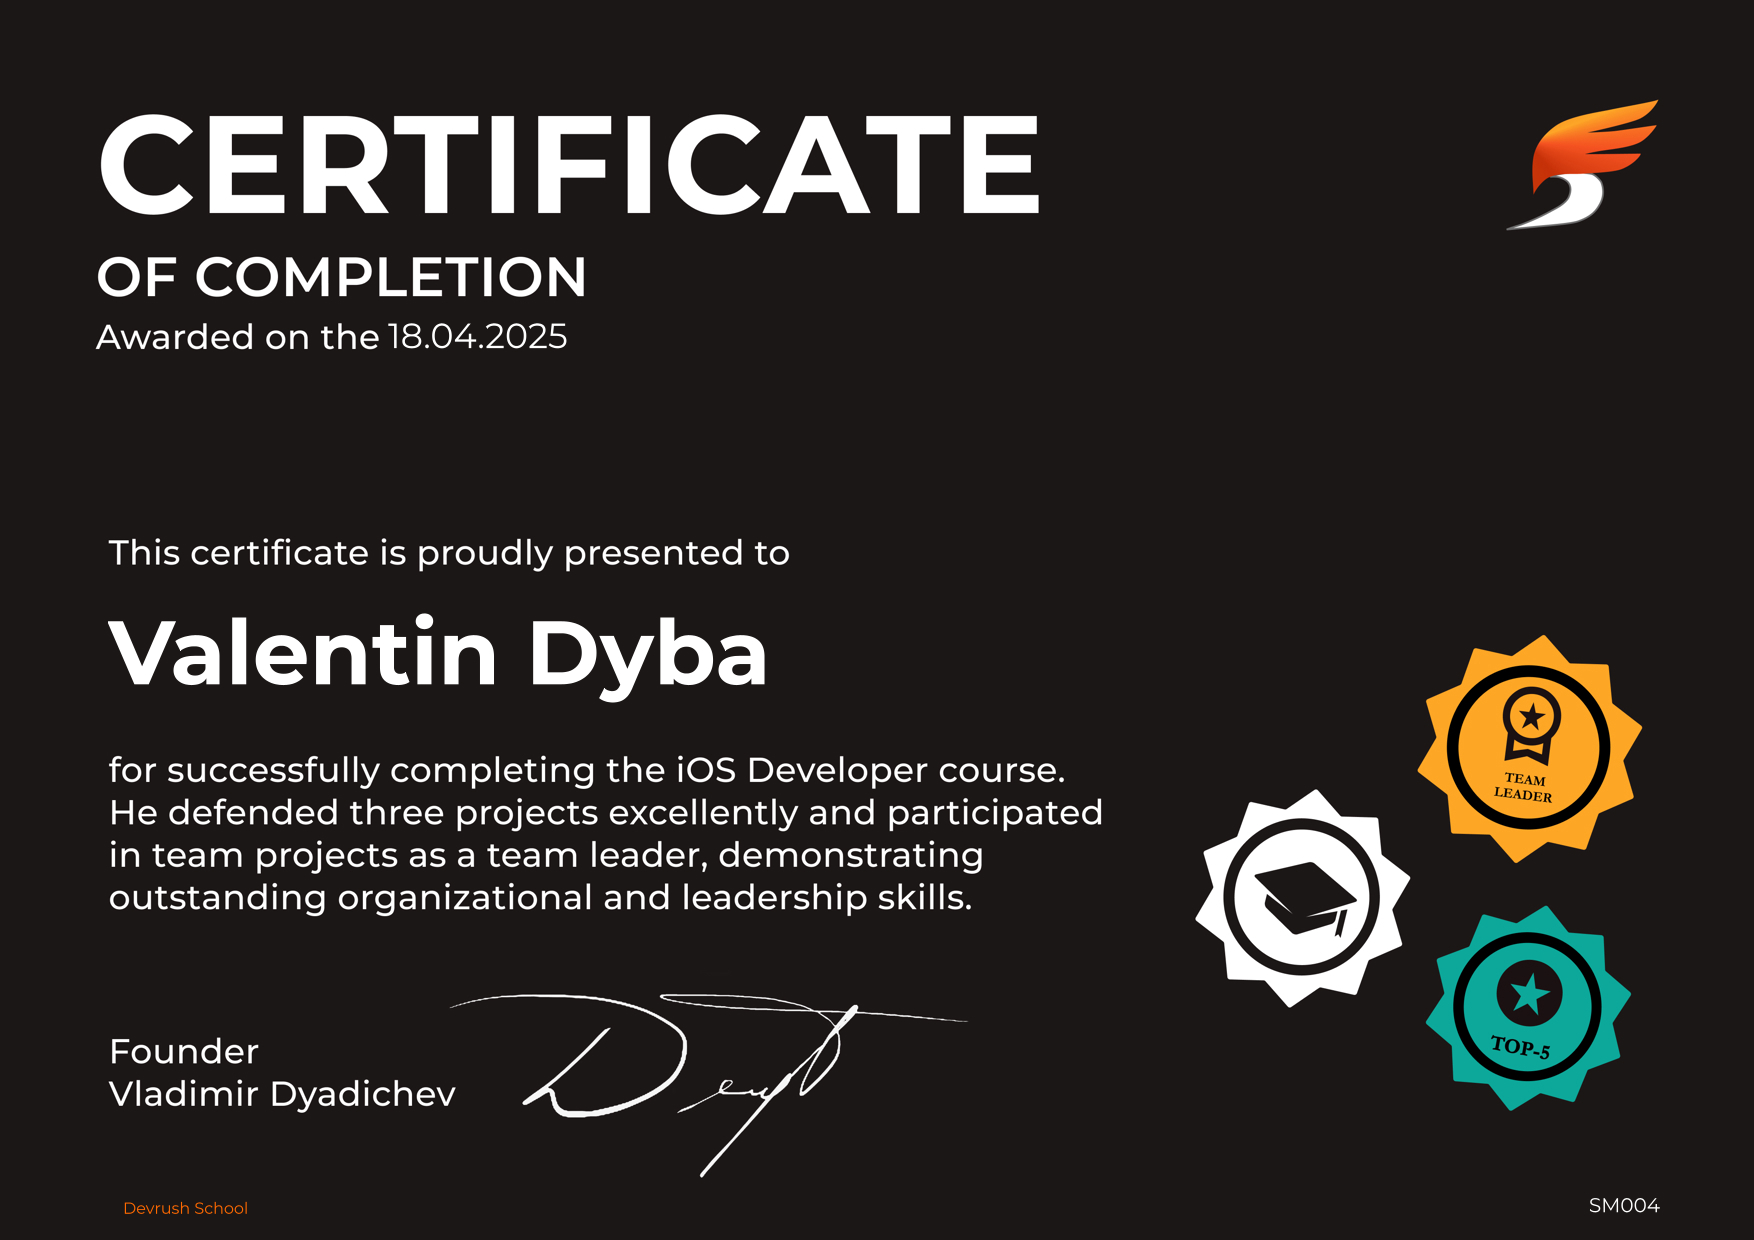 CERTIFICATE
OF COMPLETION
Awarded on the 18.04.2025
This certificate is proudly presented to
Valentin Dyba
for successfully completing the iOS Developer course.
He defended three projects excellently and participated
in team projects as a team leader, demonstrating
outstanding organizational and leadership skills.
TEAM
LEADER
TOP-5
Founder
Vladimir Dyadichev
Devrush School
SM004